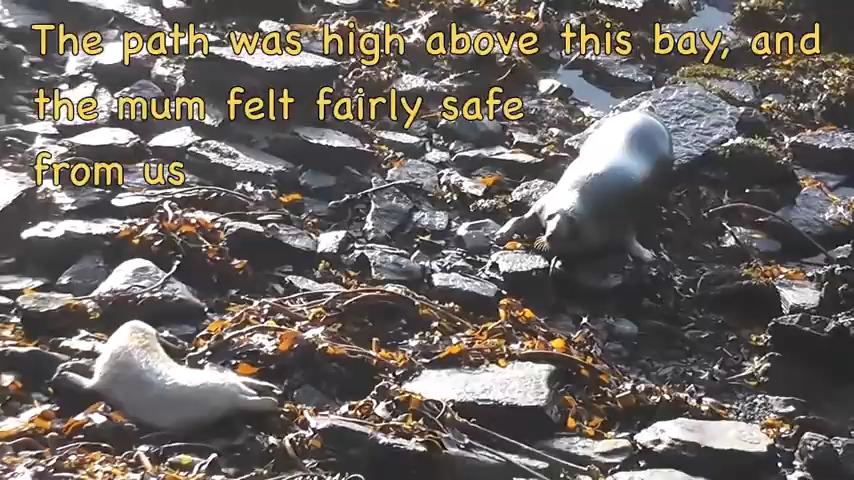 The path was high above this bay, and
the mum felt fairly safe
from us